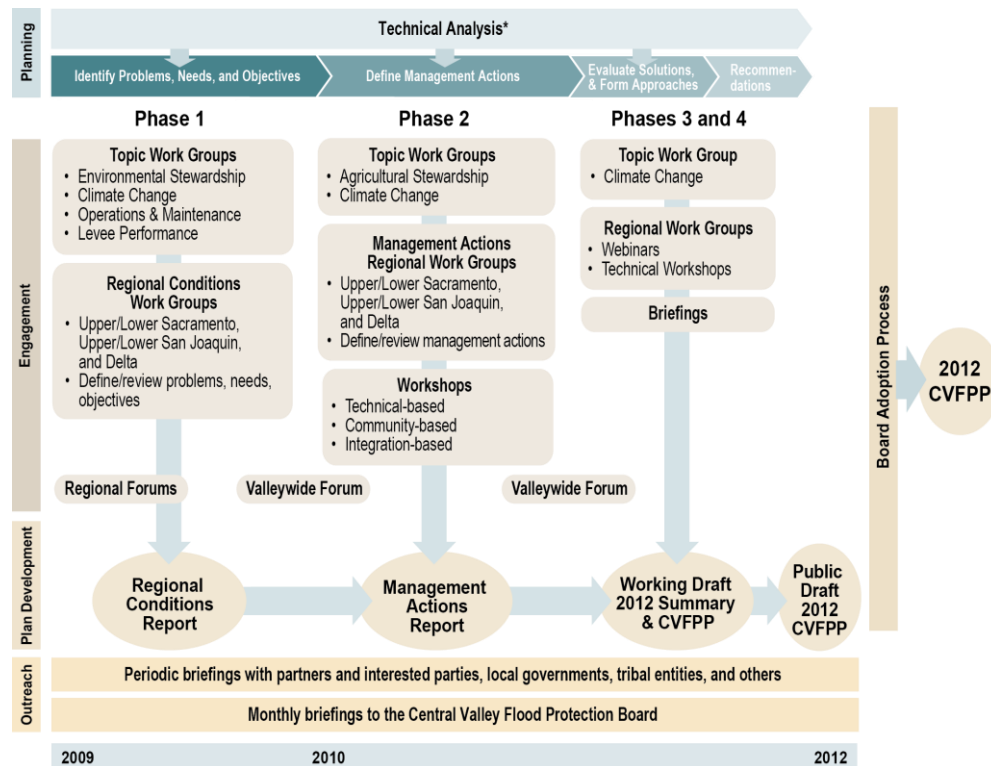 Planning
Technical Analysis*
Identify Problems, Needs, and Objectives
Define Management Actions
Evaluate Solutions,
& Form Approaches
Recommen-
dations
Engagement
Phase 1
Topic Work Groups
• Environmental Stewardship
• Climate Change
• Operations & Maintenance
• Levee Performance
Regional Conditions
Work Groups
• Upper/Lower Sacramento,
Upper/Lower San Joaquin,
and Delta
• Define/review problems, needs,
objectives
Phase 2
Topic Work Groups
• Agricultural Stewardship
• Climate Change
Management Actions
Regional Work Groups
• Upper/Lower Sacramento,
Upper/Lower San Joaquin,
and Delta
• Define/review management actions
Workshops
• Technical-based
• Community-based
• Integration-based
Phases 3 and 4
Topic Work Group
• Climate Change
Regional Work Groups
• Webinars
• Technical Workshops
Briefings
Regional Forums
Valleywide Forum
Valleywide Forum
Plan Development
Regional
Conditions
Report
Management
Actions
Report
Working Draft
2012 Summary
& CVFPP
Public
Draft
2012
CVFPP
Board Adoption Process
2012
CVFPP
Outreach
Periodic briefings with partners and interested parties, local governments, tribal entities, and others
Monthly briefings to the Central Valley Flood Protection Board
2009
2010
2012